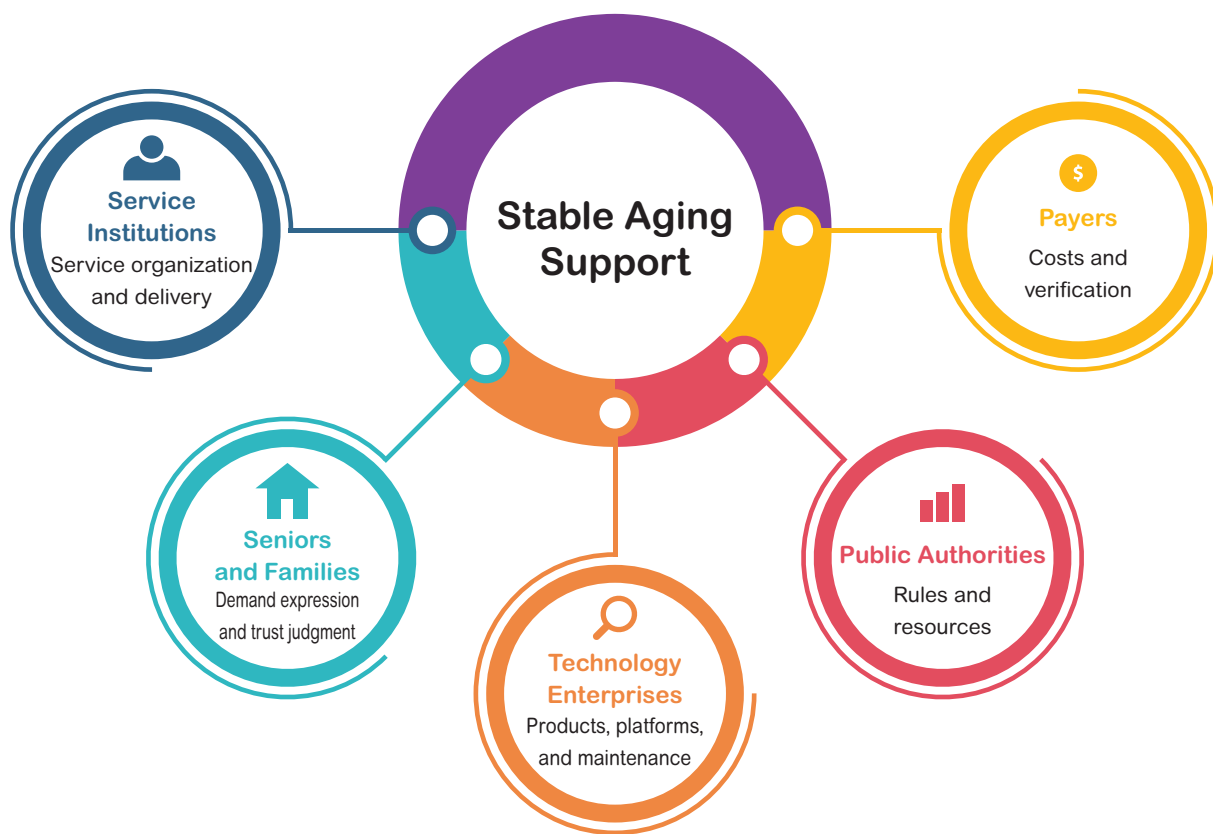 Stable Aging
Support
Service
Institutions
Service organization
and delivery
Seniors
and Families
Demand expression
and trust judgment
Technology
Enterprises
Products, platforms,
and maintenance
Public Authorities
Rules and
resources
$
Payers
Costs and
verification